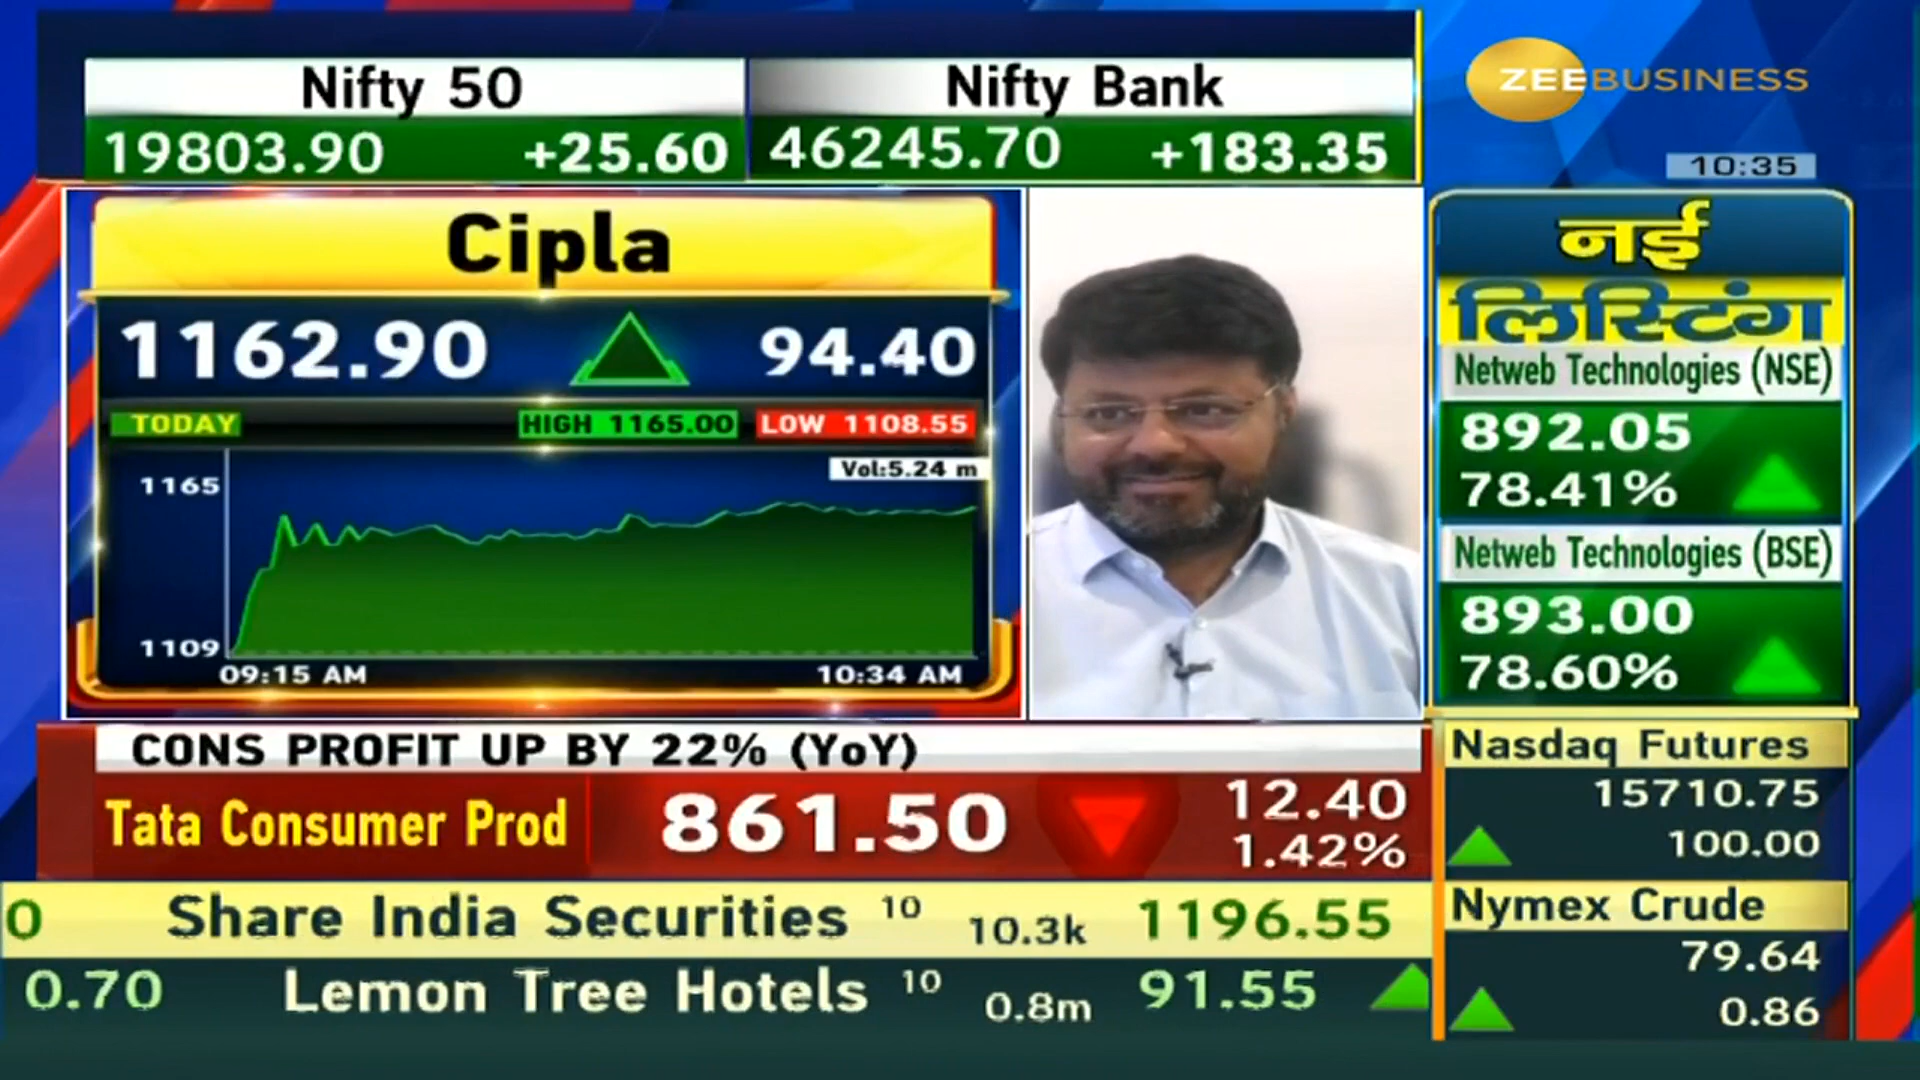 Nifty 50
19803.90 +25.60
Nifty Bank
46245.70 +183.35
ZEEBUSINESS
10:35
Cipla
1162.90 94.40
TODAY HIGH 1165.00 LOW 1108.55
Vol:5.24 m
1165
1109
09:15 AM 10:34 AM
नई
लिस्टिंग
Netweb Technologies (NSE)
892.05
78.41%
Netweb Technologies (BSE)
893.00
78.60%
CONS PROFIT UP BY 22% (YoY)
Tata Consumer Prod 861.50 12.40
1.42%
Nasdaq Futures
15710.75
100.00
Nymex Crude
79.64
0.86
0 Share India Securities 10 10.3k 1196.55
0.70 Lemon Tree Hotels 10 0.8m 91.55